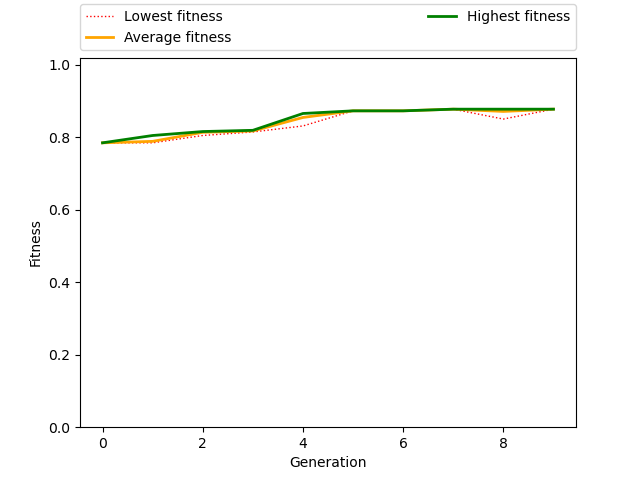 Lowest fitness
Average fitness
Highest fitness
1.0
0.8
0.6
0.4
0.2
0.0
Fitness
0 2 4 6 8
Generation